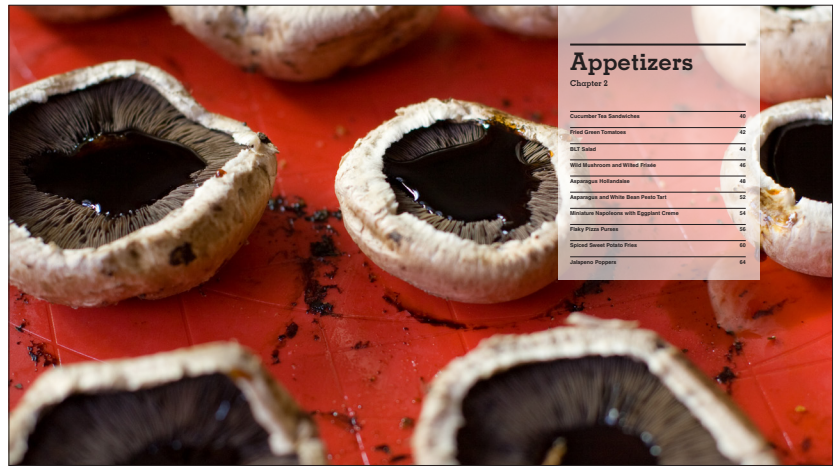 Appetizers
Chapter 2
Cucumber Tea Sandwiches 40
Fried Green Tomatoes 42
BLT Salad 44
Wild Mushroom and Willed Frisée 46
Asparagus Hollandaise 48
Asparagus and White Bean Pesto Tart 52
Miniature Napoleons with Eggplant Creme 54
Flaky Pizza Purses 56
Spiced Sweet Potato Fries 60
Jalapeno Poppers 64